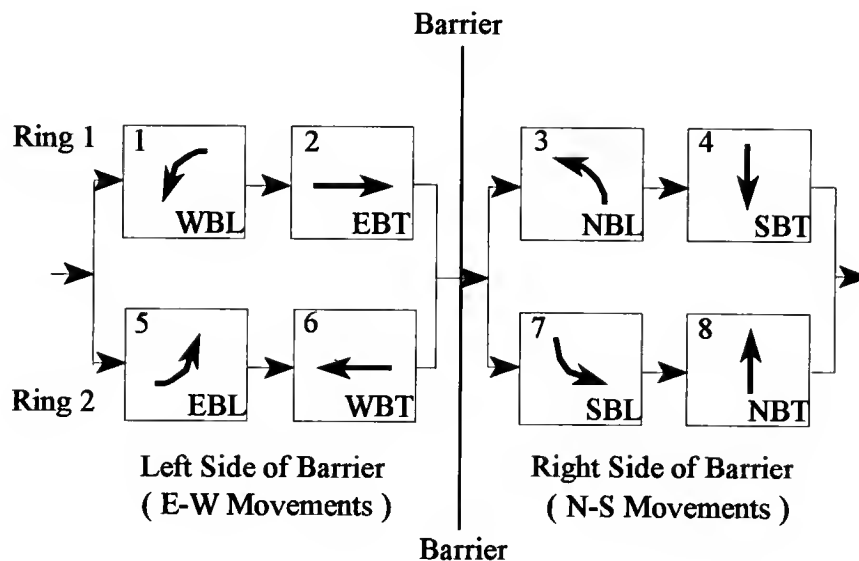 Barrier
Ring 1
1
WBL
2
EBT
3
NBL
4
SBT
Ring 2
5
EBL
6
WBT
7
SBL
8
NBT
Left Side of Barrier
( E-W Movements )
Right Side of Barrier
( N-S Movements )
Barrier